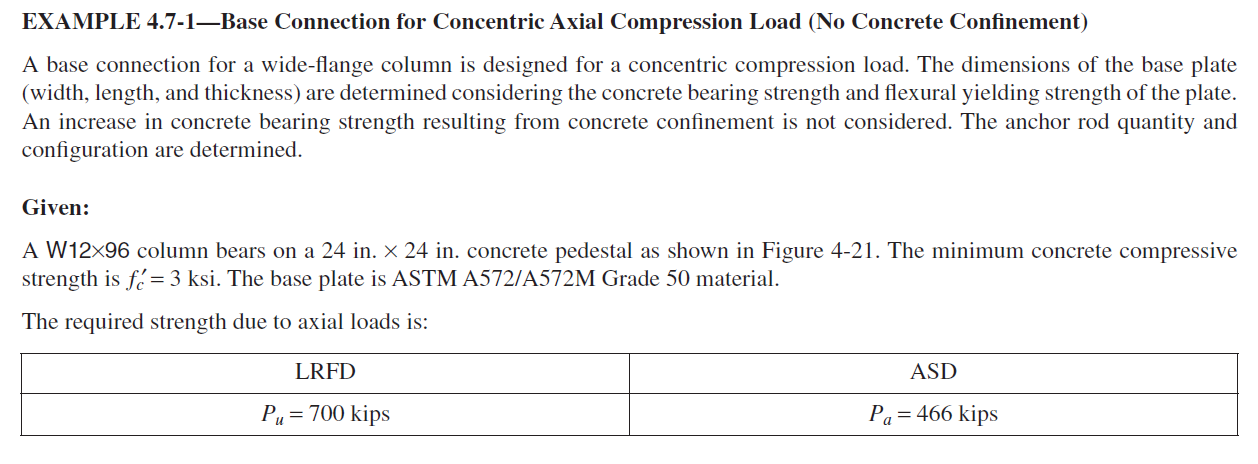 EXAMPLE 4.7-1—Base Connection for Concentric Axial Compression Load (No Concrete Confinement)
A base connection for a wide-flange column is designed for a concentric compression load. The dimensions of the base plate
(width, length, and thickness) are determined considering the concrete bearing strength and flexural yielding strength of the plate.
An increase in concrete bearing strength resulting from concrete confinement is not considered. The anchor rod quantity and
configuration are determined.
Given:
A W12×96 column bears on a 24 in. × 24 in. concrete pedestal as shown in Figure 4-21. The minimum concrete compressive
strength is f′c = 3 ksi. The base plate is ASTM A572/A572M Grade 50 material.
The required strength due to axial loads is:
LRFD ASD
Pu = 700 kips Pa = 466 kips